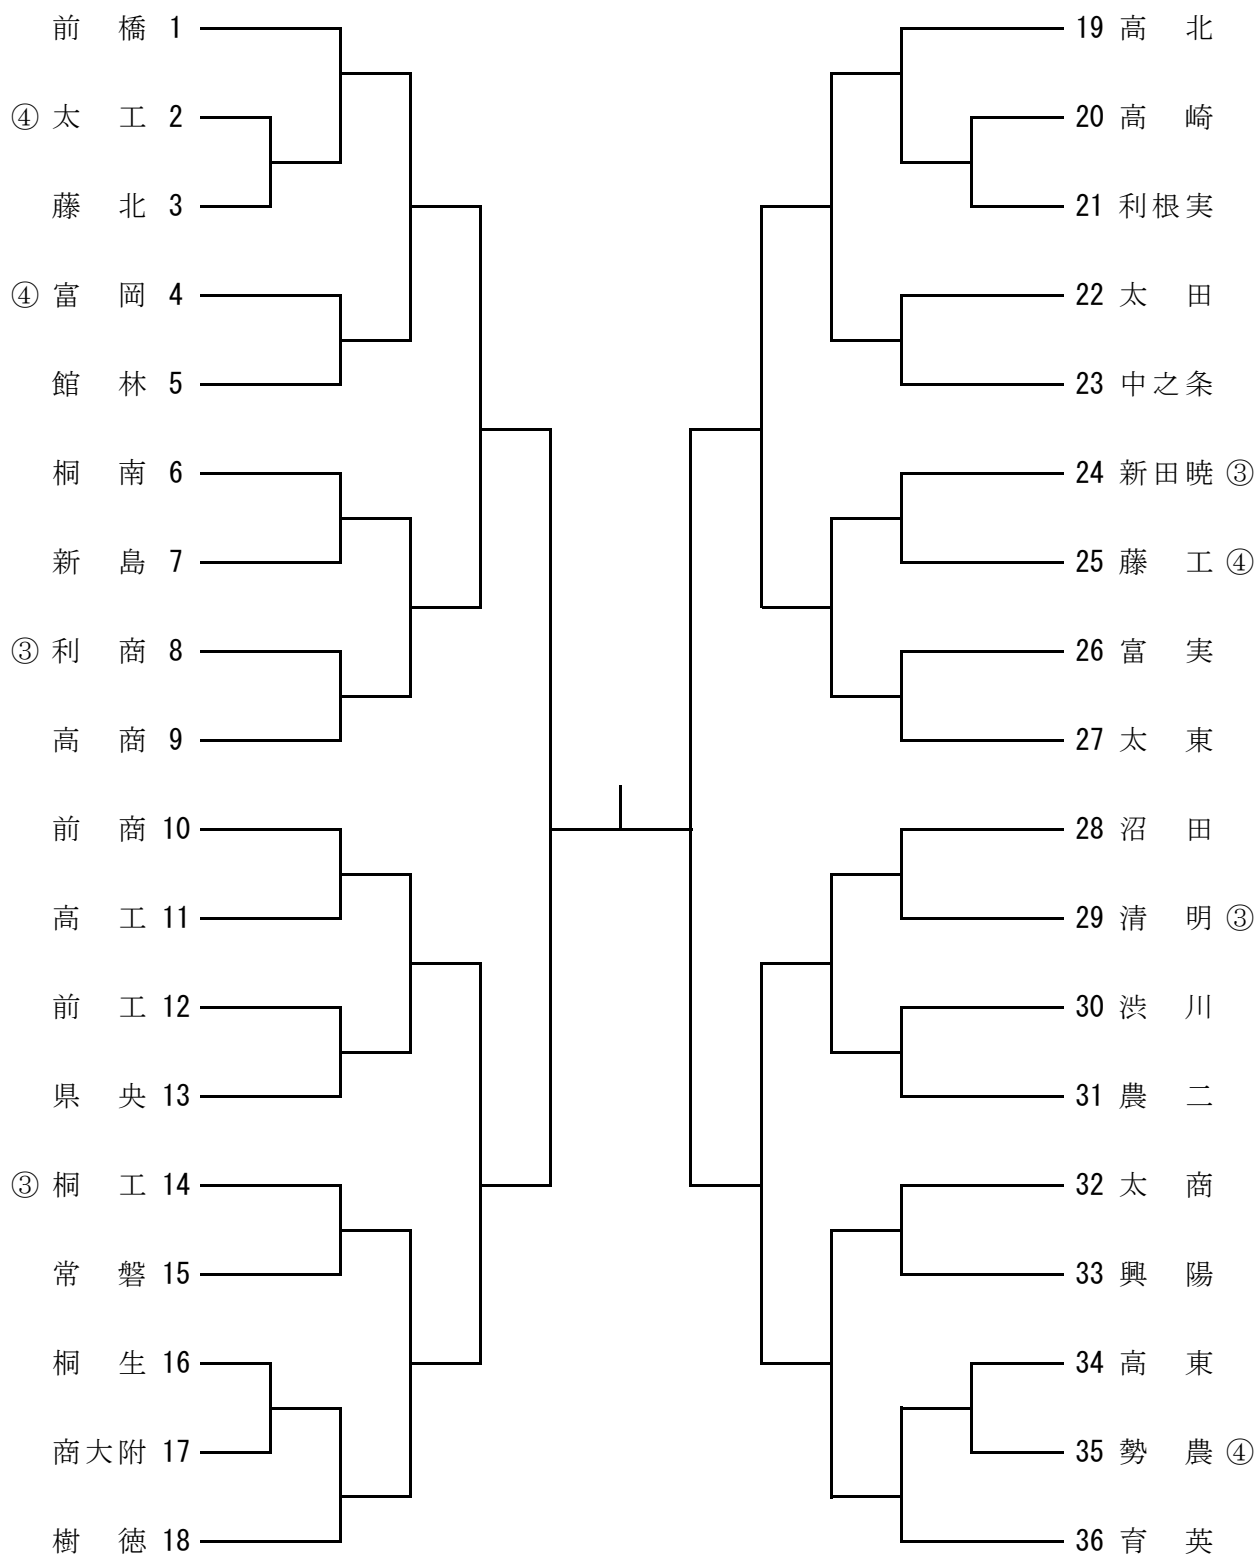 前橋 1
④ 太工 2
藤北 3
④ 富岡 4
館林 5
桐南 6
新島 7
③ 利商 8
高商 9
前商 10
高工 11
前工 12
県央 13
③ 桐工 14
常磐 15
桐生 16
商大附 17
樹徳 18
19 高北
20 高崎
21 利根実
22 太田
23 中之条
24 新田暁 ③
25 藤工 ④
26 富実
27 太東
28 沼田
29 清明 ③
30 渋川
31 農二
32 太商
33 興陽
34 高東
35 勢農 ④
36 育英